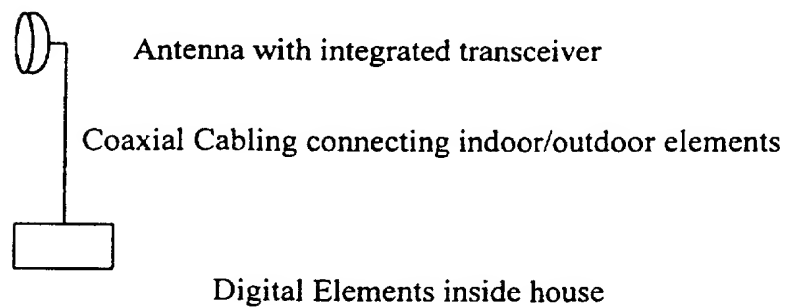 Antenna with integrated transceiver
Coaxial Cabling connecting indoor/outdoor elements
Digital Elements inside house